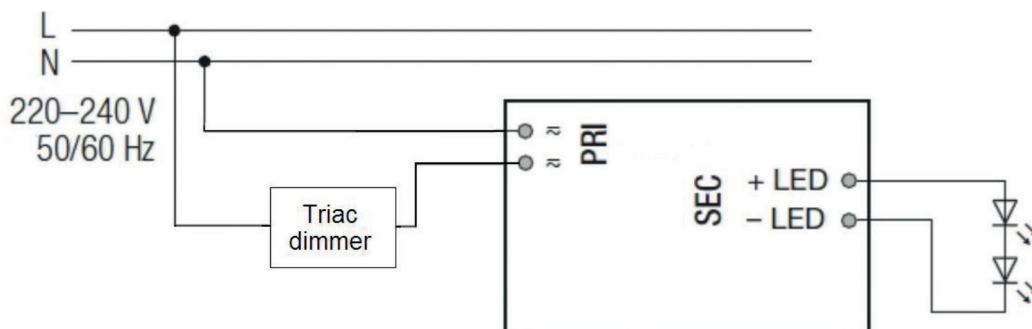 L
N
220–240 V
50/60 Hz
Triac
dimmer
≂
≂
PRI
SEC
+ LED
– LED